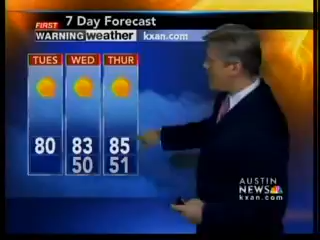 7 Day Forecast
FIRST
WARNING weather kxan.com
TUES WED THUR
80 83 85
50 51
AUSTIN
NEWS
kxan.com